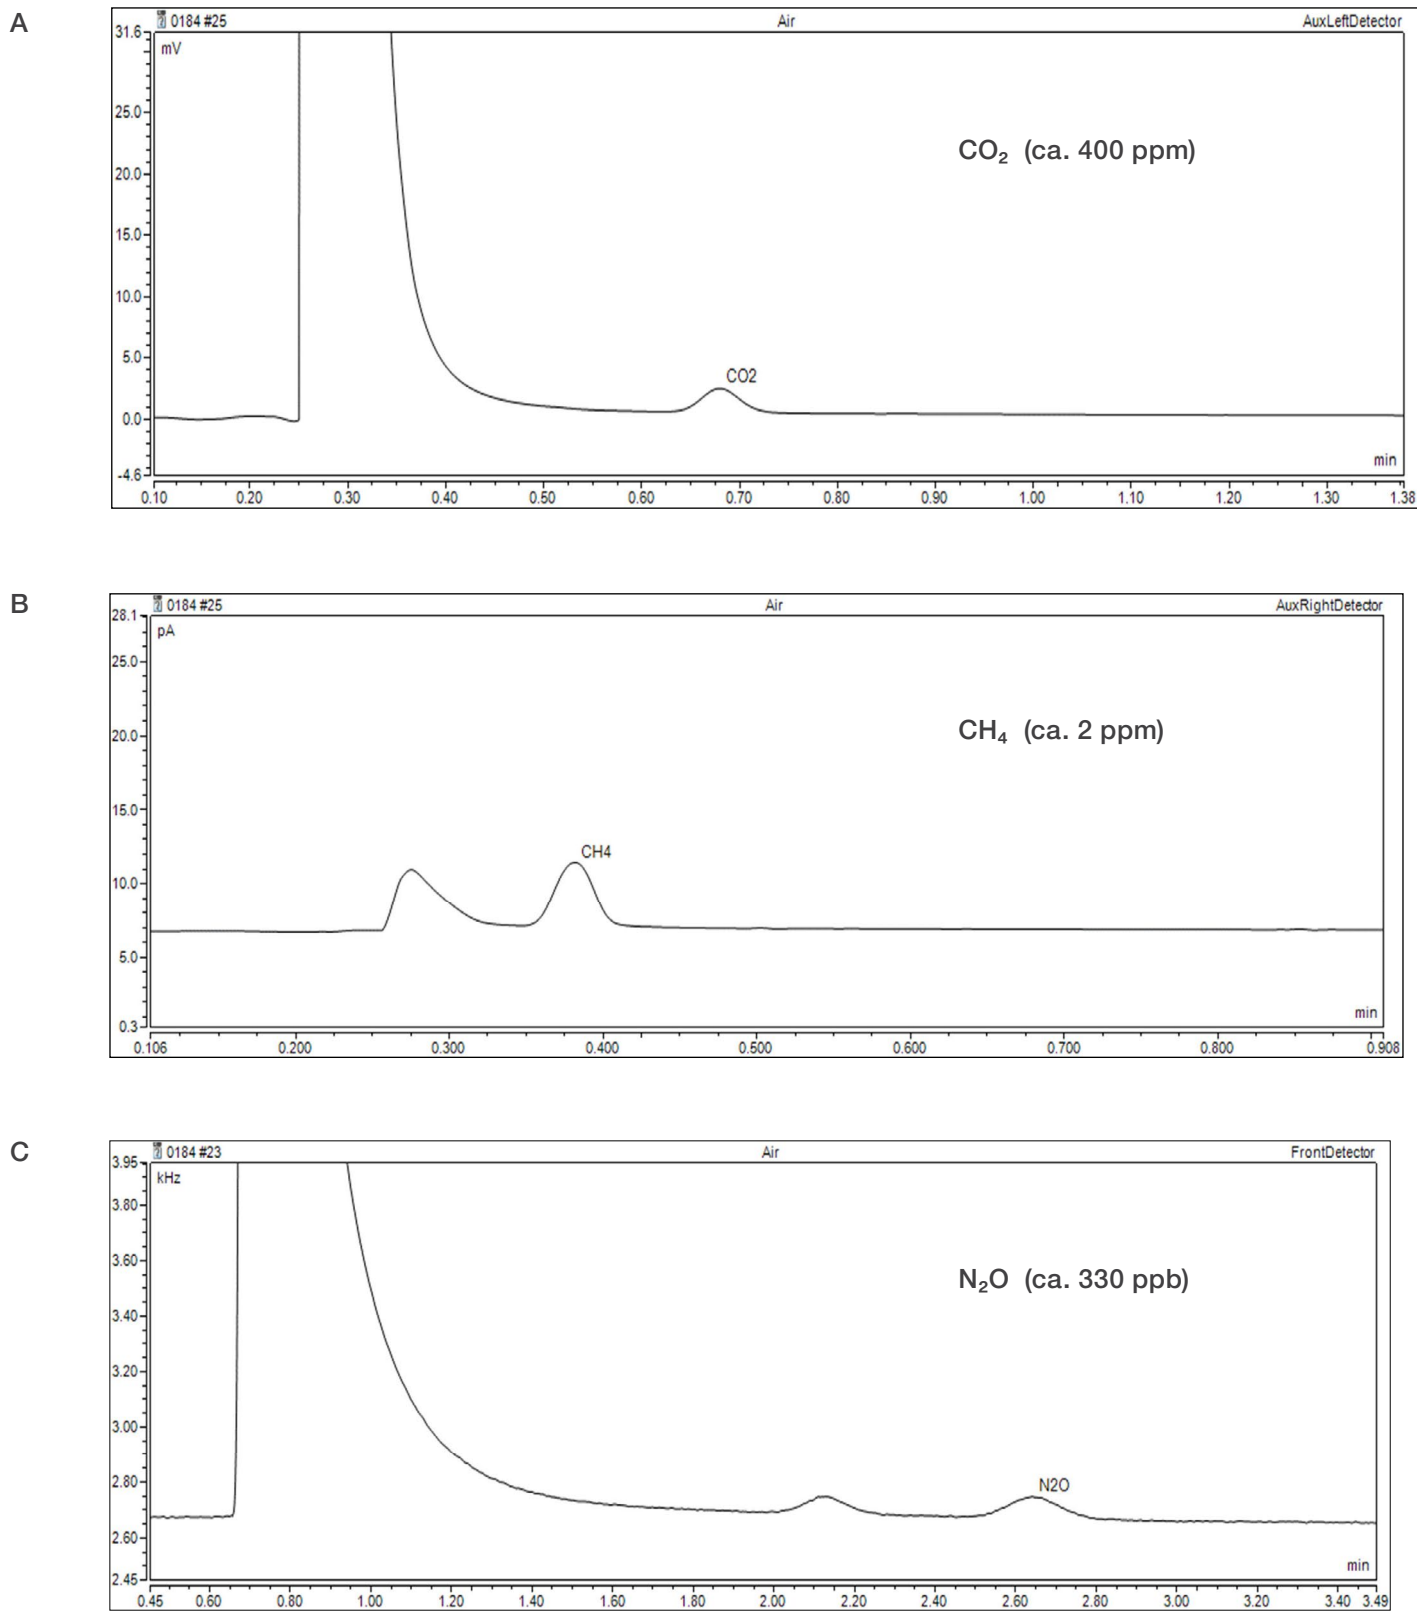 A
0184 #25 Air AuxLeftDetector
31.6
mV
25.0
20.0
15.0
10.0
5.0
0.0
-4.6
CO₂ (ca. 400 ppm)
CO2
min
0.10 0.20 0.30 0.40 0.50 0.60 0.70 0.80 0.90 1.00 1.10 1.20 1.30 1.38
B
0184 #25 Air AuxRightDetector
28.1
pA
25.0
20.0
15.0
10.0
5.0
0.3
CH₄ (ca. 2 ppm)
CH4
min
0.106 0.200 0.300 0.400 0.500 0.600 0.700 0.800 0.908
C
0184 #23 Air FrontDetector
3.95
kHz
3.80
3.60
3.40
3.20
3.00
2.80
2.60
2.45
N₂O (ca. 330 ppb)
N2O
min
0.45 0.60 0.80 1.00 1.20 1.40 1.60 1.80 2.00 2.20 2.40 2.60 2.80 3.00 3.20 3.40 3.49